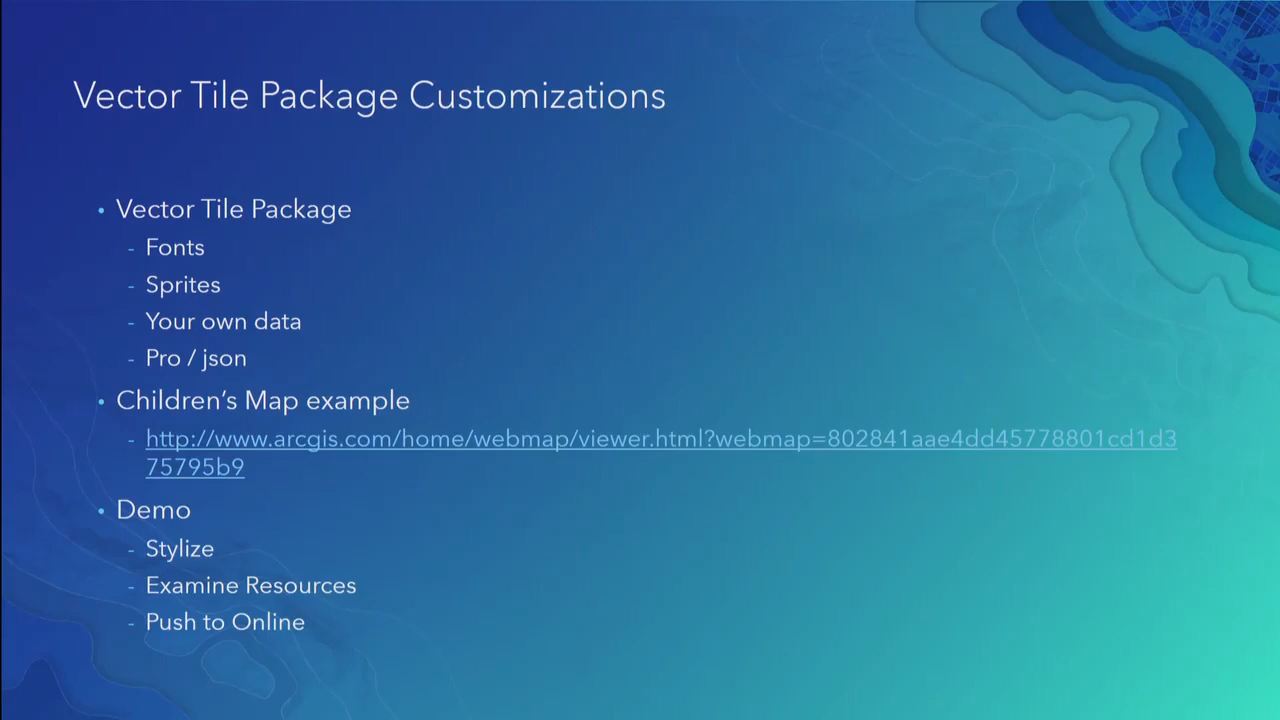 Vector Tile Package Customizations
• Vector Tile Package
- Fonts
- Sprites
- Your own data
- Pro / json
• Children’s Map example
- http://www.arcgis.com/home/webmap/viewer.html?webmap=802841aae4dd45778801cd1d3
75795b9
• Demo
- Stylize
- Examine Resources
- Push to Online